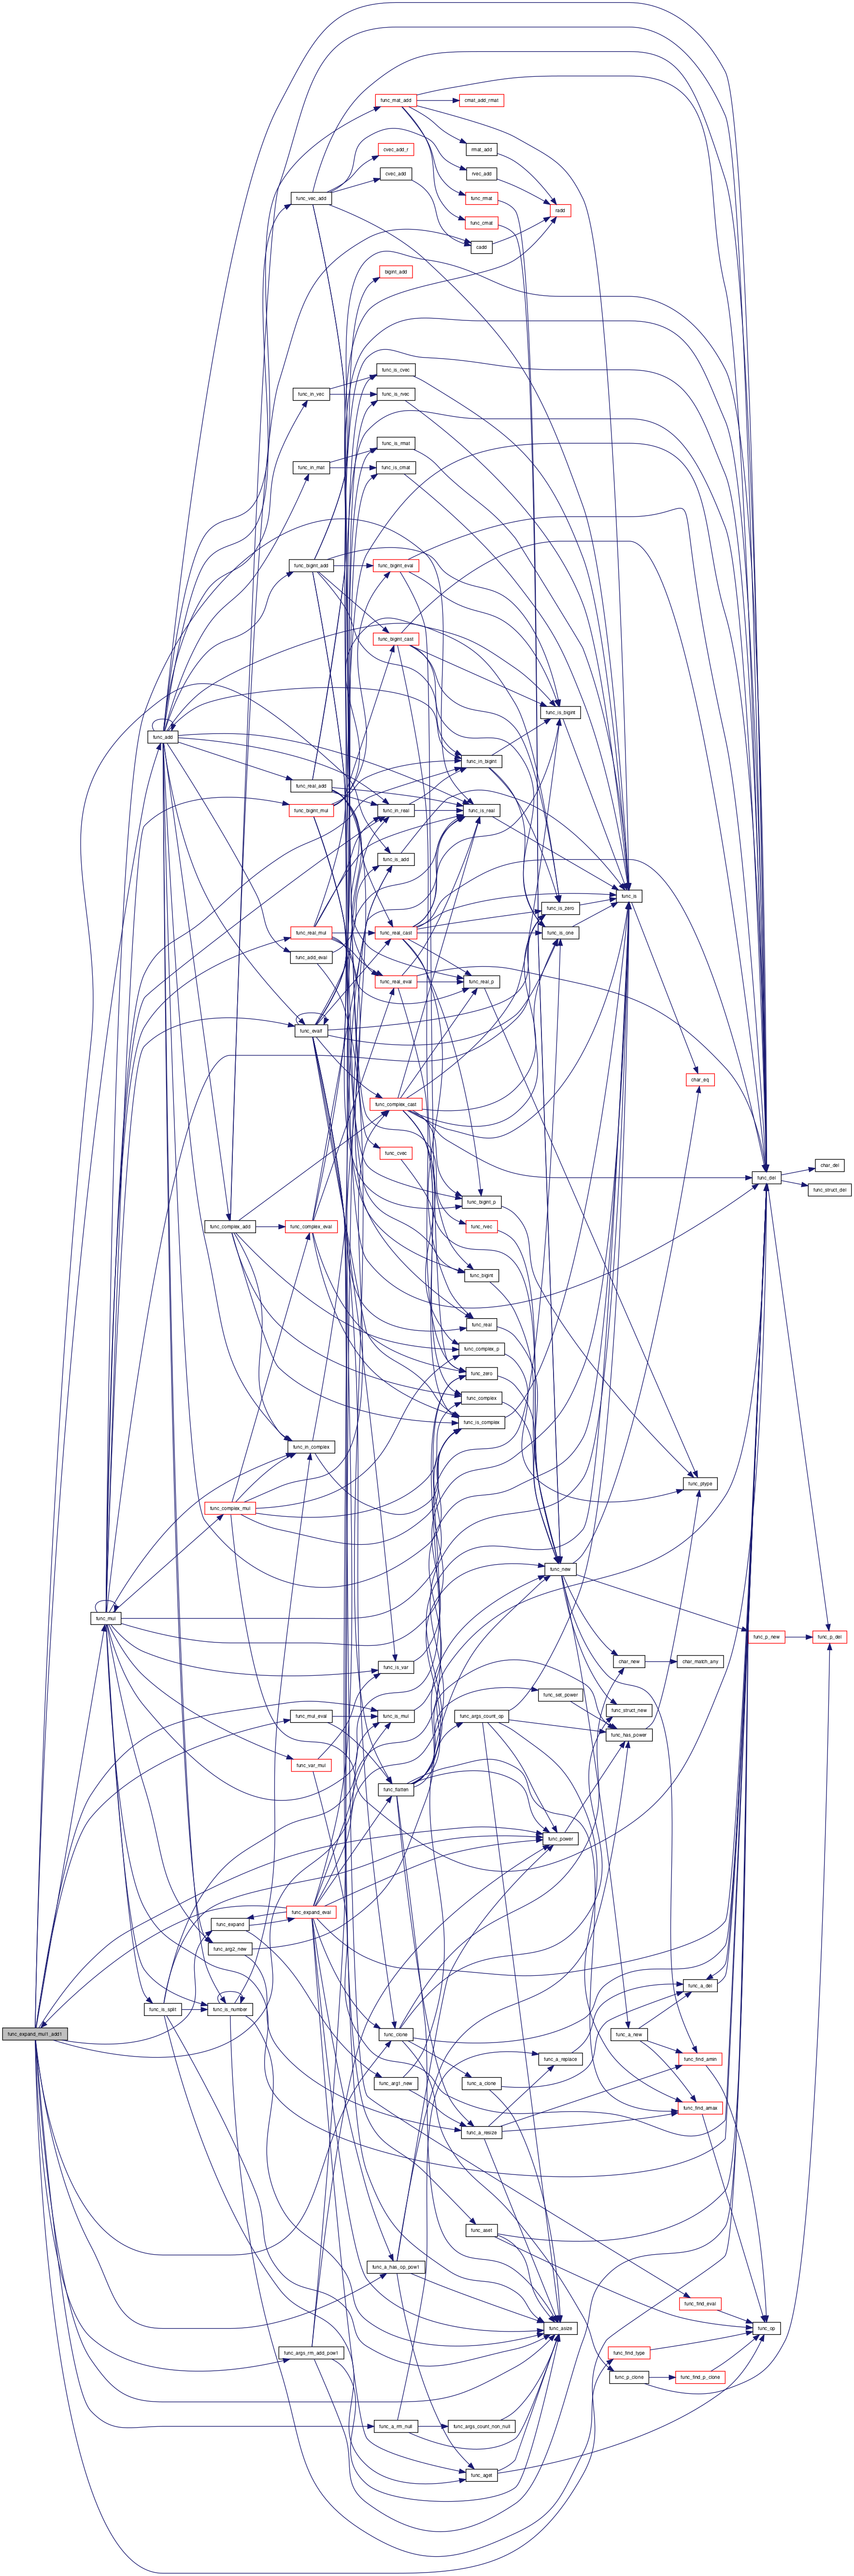 func_mat_add
cmat_add_rmat
cvec_add_r
rmat_add
cvec_add
rvec_add
func_vec_add
func_rmat
radd
func_cmat
cadd
bigint_add
func_is_cvec
func_in_vec
func_is_rvec
func_is_rmat
func_in_mat
func_is_cmat
func_bigint_add
func_bigint_eval
func_bigint_cast
func_is_bigint
func_add
func_in_bigint
func_real_add
func_bigint_mul
func_in_real
func_is_real
func_is_add
func_is
func_is_zero
func_real_mul
func_real_cast
func_is_one
func_add_eval
func_real_eval
func_real_p
func_evalf
char_eq
func_complex_cast
func_cvec
char_del
func_del
func_struct_del
func_bigint_p
func_complex_add
func_complex_eval
func_rvec
func_bigint
func_real
func_complex_p
func_zero
func_complex
func_is_complex
func_in_complex
func_ptype
func_complex_mul
func_new
func_mul
func_p_new
func_p_del
char_new
char_match_any
func_is_var
func_set_power
func_struct_new
func_mul_eval
func_is_mul
func_args_count_op
func_has_power
func_var_mul
func_flatten
func_power
func_expand_eval
func_expand
func_arg2_new
func_a_del
func_is_split
func_is_number
func_expand_mul1_add1
func_clone
func_a_new
func_a_replace
func_find_amin
func_arg1_new
func_a_clone
func_find_amax
func_a_resize
func_aset
func_a_has_op_pow1
func_find_eval
func_asize
func_op
func_args_rm_add_pow1
func_find_type
func_p_clone
func_find_p_clone
func_a_rm_null
func_args_count_non_null
func_aget